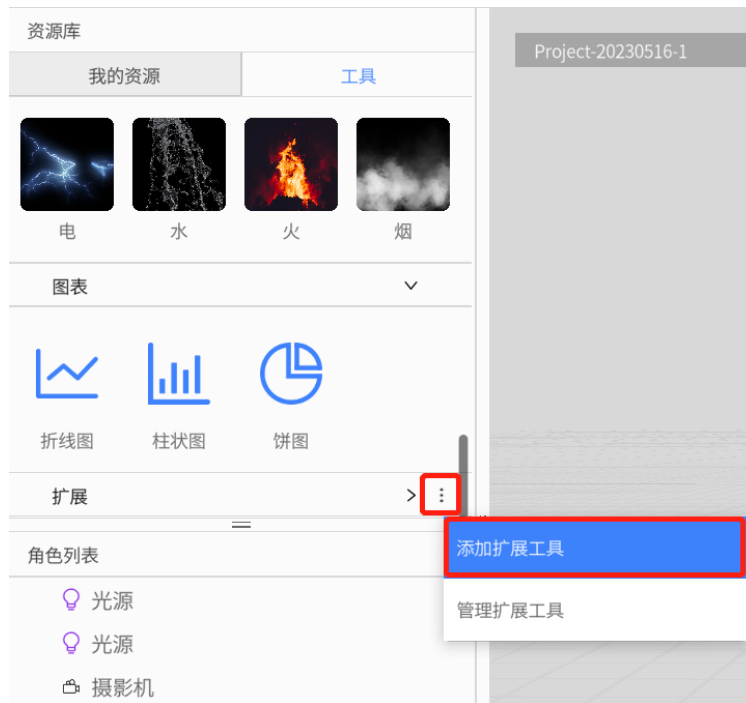 资源库
Project-20230516-1
我的资源 工具
电 水 火 烟
图表
折线图 柱状图 饼图
扩展
添加扩展工具
角色列表
管理扩展工具
光源
光源
摄影机